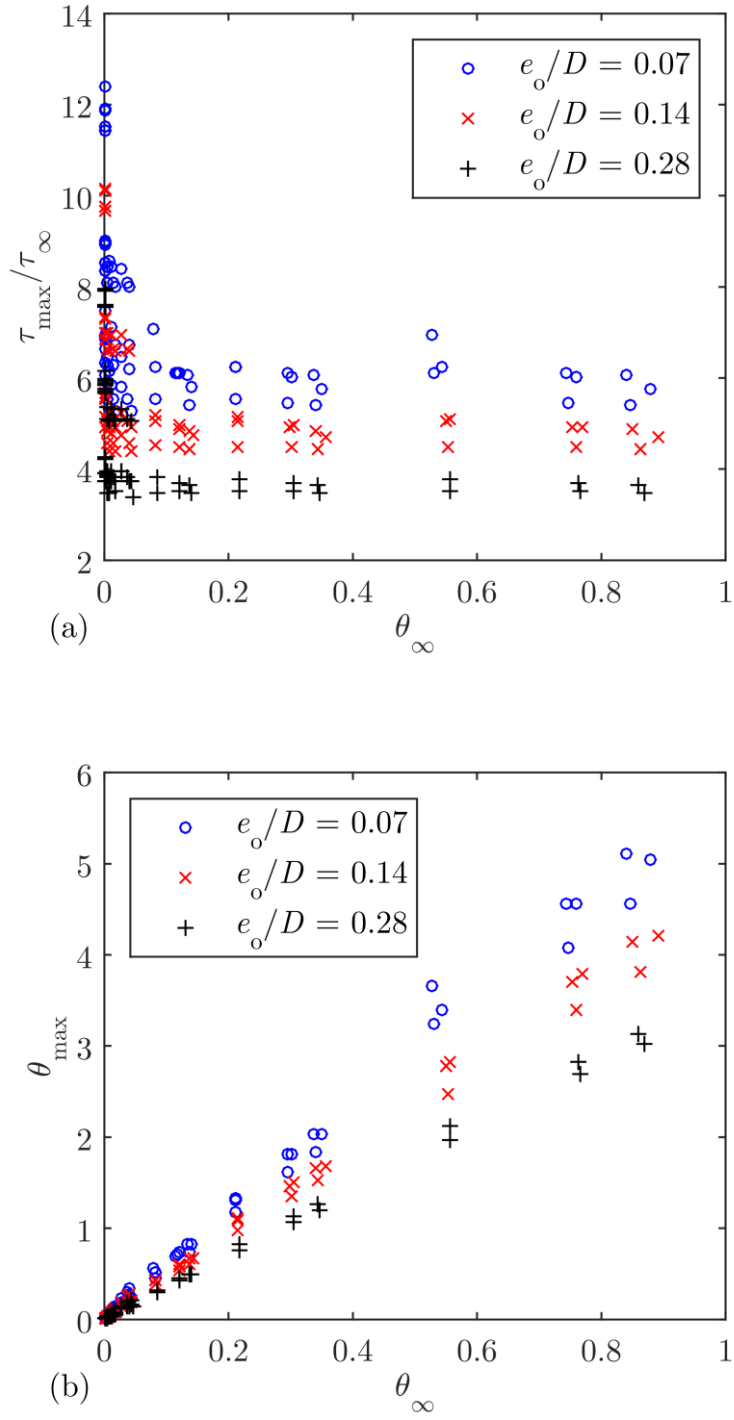 14
12
10
8
6
4
2
τmax/τ∞
eo/D = 0.07
eo/D = 0.14
eo/D = 0.28
0 0.2 0.4 0.6 0.8 1
(a)
θ∞
6
5
4
3
2
1
0
θmax
eo/D = 0.07
eo/D = 0.14
eo/D = 0.28
0 0.2 0.4 0.6 0.8 1
(b)
θ∞